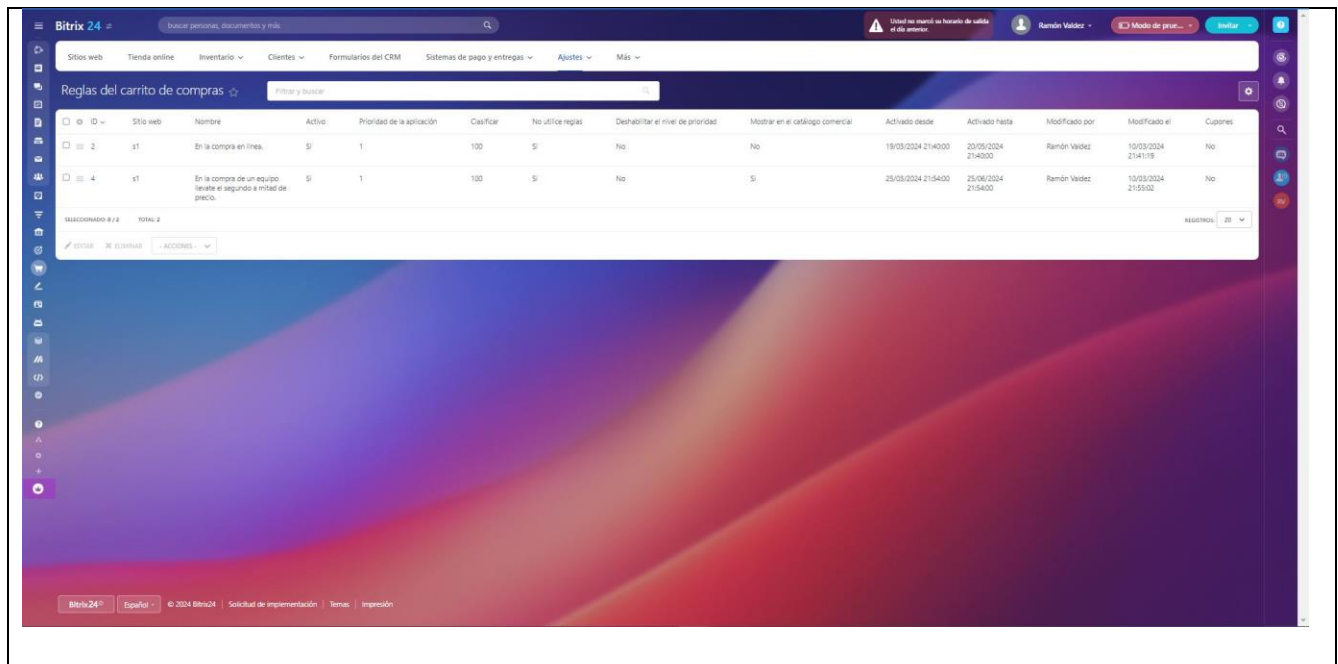 Bitrix 24
buscar personas, documentos y más
Usted no marcó su horario de salida
el día anterior.
Ramón Valdez
Modo de prue...
Invitar
Sitios web Tienda online Inventario Clientes Formularios del CRM Sistemas de pago y entregas Ajustes Más
Reglas del carrito de compras
Filtrar y buscar
ID Sitio web Nombre Activo Prioridad de la aplicación Clasificar No utilice reglas Deshabilitar el nivel de prioridad Mostrar en el catálogo comercial Activado desde Activado hasta Modificado por Modificado el Cupones
2 s1 En la compra en línea. Sí 1 100 Sí No No 19/05/2024 21:40:00 20/05/2024 Ramón Valdez 10/03/2024 No
21:40:00 21:41:19
4 s1 En la compra de un equipo Sí 1 100 Sí No Sí 25/03/2024 21:54:00 25/06/2024 Ramón Valdez 10/03/2024 No
llevate el segundo a mitad de 21:54:00 21:55:02
precio.
SELECCIONADO: 0 / 2 TOTAL: 2 REGISTROS: 20
EDITAR ELIMINAR - ACCIONES -
Bitrix24 Español © 2024 Bitrix24 Solicitud de implementación Temas Impresión